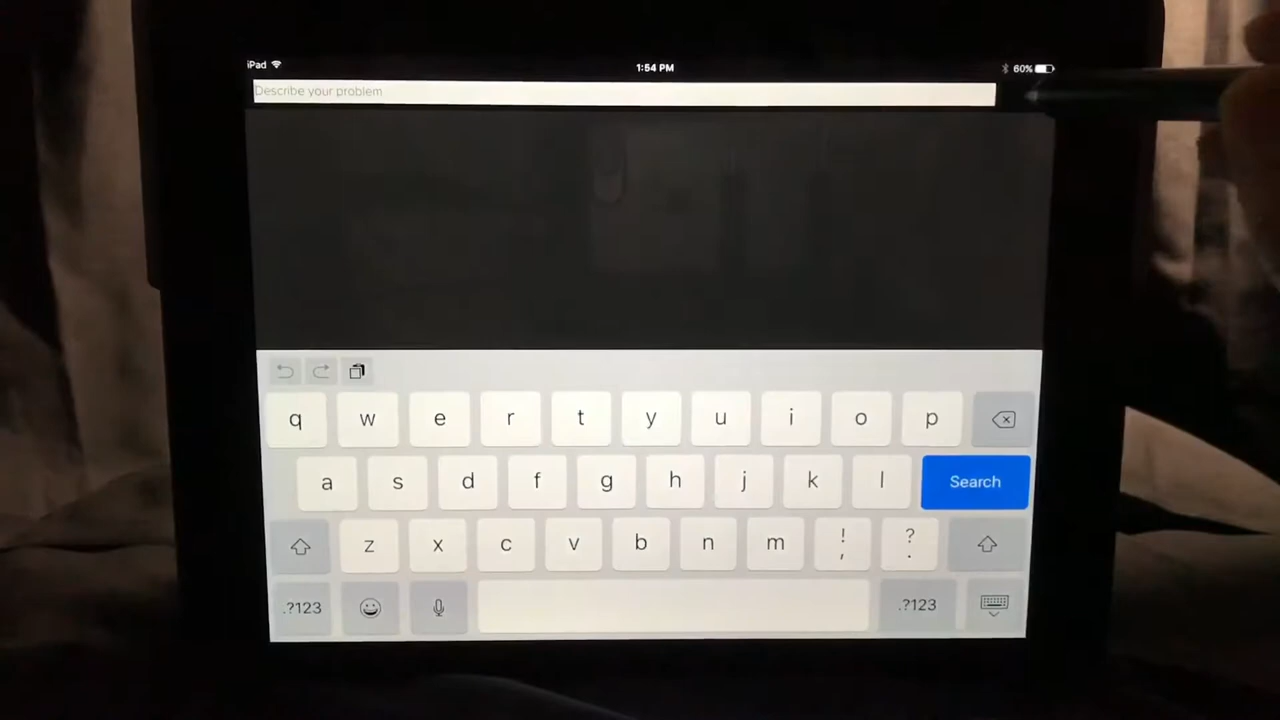 iPad 1:54 PM 60%
Describe your problem
q w e r t y u i o p
a s d f g h j k l Search
z x c v b n m ! , ? .
.?123 .?123